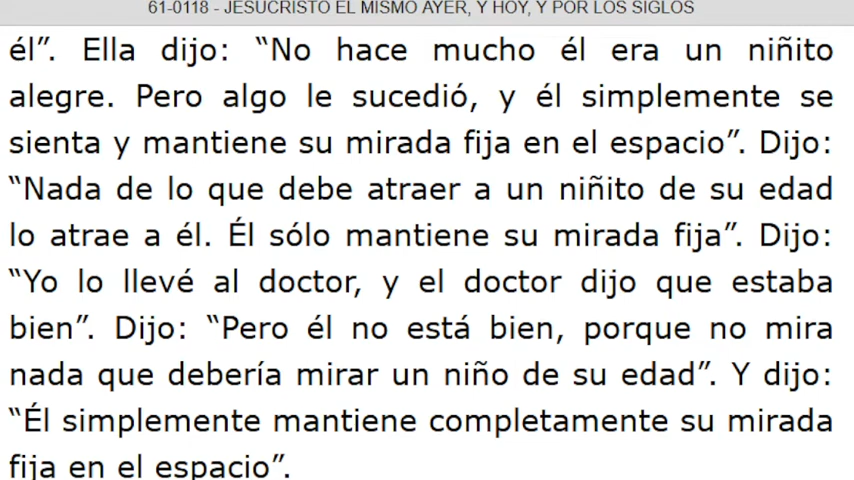 61-0118 - JESUCRISTO EL MISMO AYER, Y HOY, Y POR LOS SIGLOS
él”. Ella dijo: “No hace mucho él era un niñito
alegre. Pero algo le sucedió, y él simplemente se
sienta y mantiene su mirada fija en el espacio”. Dijo:
“Nada de lo que debe atraer a un niñito de su edad
lo atrae a él. Él sólo mantiene su mirada fija”. Dijo:
“Yo lo llevé al doctor, y el doctor dijo que estaba
bien”. Dijo: “Pero él no está bien, porque no mira
nada que debería mirar un niño de su edad”. Y dijo:
“Él simplemente mantiene completamente su mirada
fija en el espacio”.